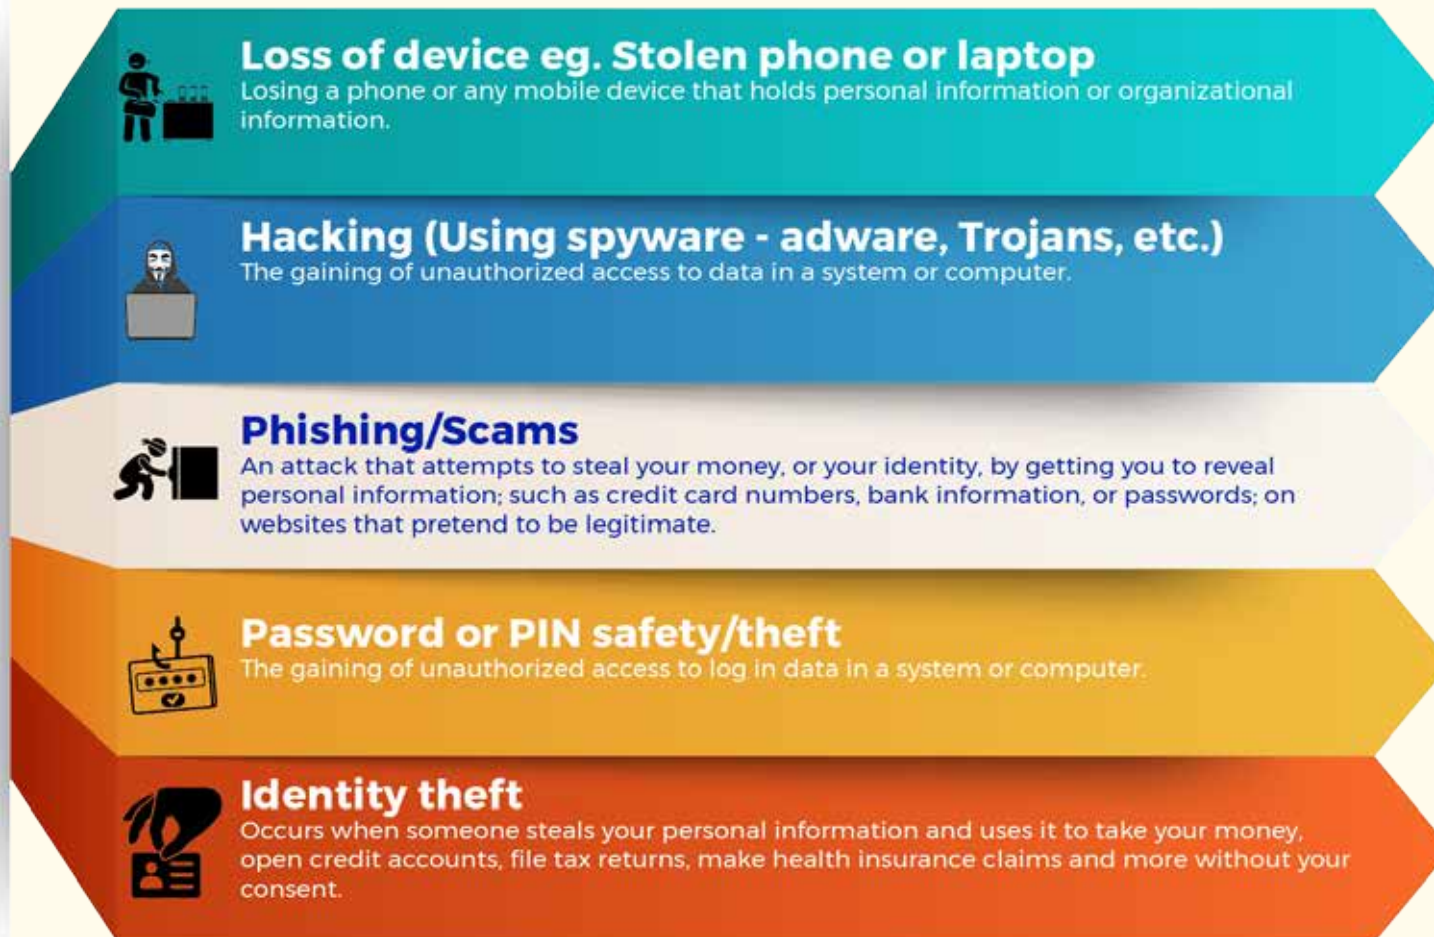 Loss of device eg. Stolen phone or laptop
Losing a phone or any mobile device that holds personal information or organizational
information.
Hacking (Using spyware - adware, Trojans, etc.)
The gaining of unauthorized access to data in a system or computer.
Phishing/Scams
An attack that attempts to steal your money, or your identity, by getting you to reveal
personal information; such as credit card numbers, bank information, or passwords; on
websites that pretend to be legitimate.
Password or PIN safety/theft
The gaining of unauthorized access to log in data in a system or computer.
Identity theft
Occurs when someone steals your personal information and uses it to take your money,
open credit accounts, file tax returns, make health insurance claims and more without your
consent.